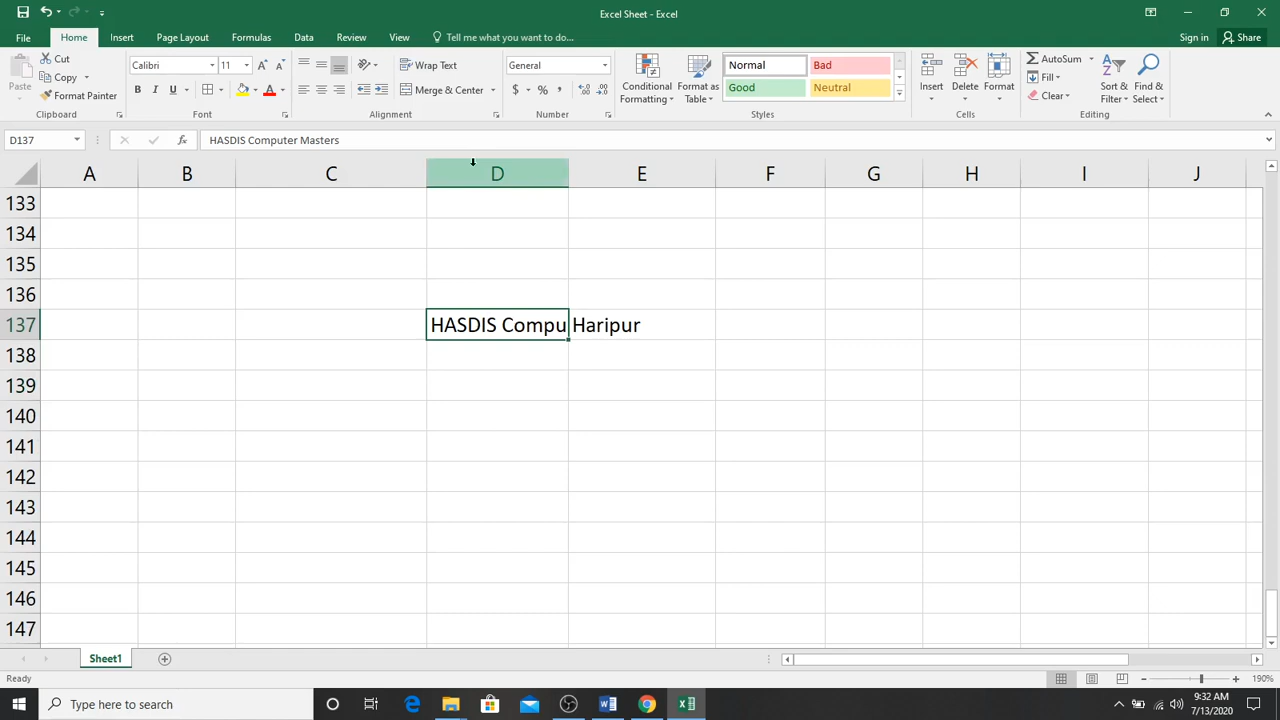 Excel Sheet - Excel
File Home Insert Page Layout Formulas Data Review View Tell me what you want to do... Sign in Share
Paste Cut Copy Format Painter Clipboard
Calibri 11 B I U A Font
Wrap Text Merge & Center Alignment
General $ % , Number
Conditional Formatting Format as Table Normal Bad Good Neutral Styles
Insert Delete Format Cells
AutoSum Fill Clear Sort & Filter Find & Select Editing
D137 fx HASDIS Computer Masters
A B C D E F G H I J
133
134
135
136
137 HASDIS Compu Haripur
138
139
140
141
142
143
144
145
146
147
Sheet1
Ready 190%
Type here to search 9:32 AM
7/13/2020